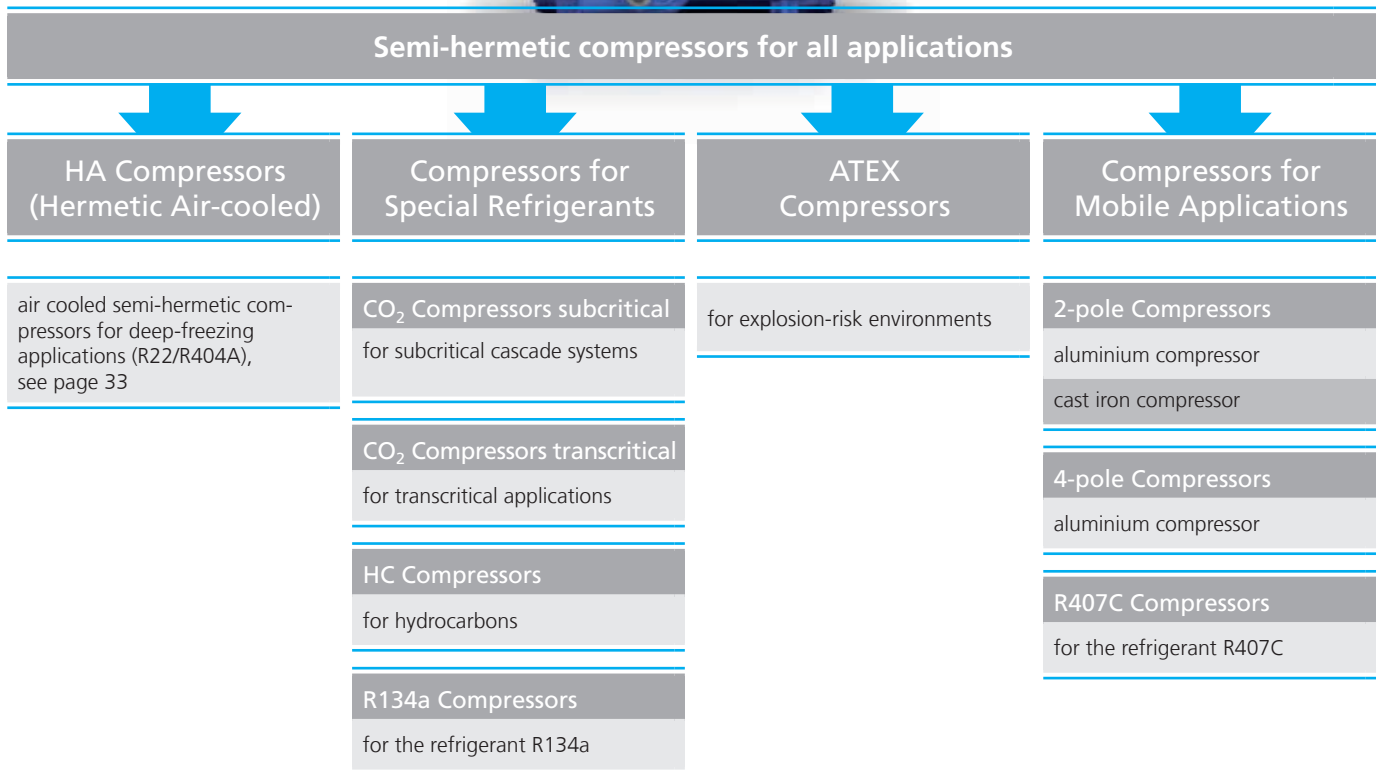 Semi-hermetic compressors for all applications
HA Compressors
(Hermetic Air-cooled)
air cooled semi-hermetic com-
pressors for deep-freezing
applications (R22/R404A),
see page 33
Compressors for
Special Refrigerants
CO₂ Compressors subcritical
for subcritical cascade systems
CO₂ Compressors transcritical
for transcritical applications
HC Compressors
for hydrocarbons
R134a Compressors
for the refrigerant R134a
ATEX
Compressors
for explosion-risk environments
Compressors for
Mobile Applications
2-pole Compressors
aluminium compressor
cast iron compressor
4-pole Compressors
aluminium compressor
R407C Compressors
for the refrigerant R407C